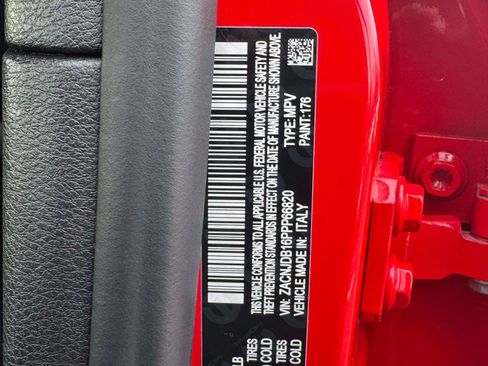 THIS VEHICLE CONFORMS TO ALL APPLICABLE U.S. FEDERAL MOTOR VEHICLE SAFETY AND
THEFT PREVENTION STANDARDS IN EFFECT ON THE DATE OF MANUFACTURE SHOWN ABOVE.
VIN: ZACNJDB16PPP66820 TYPE: MPV
VEHICLE MADE IN: ITALY PAINT: 176
LB
TIRES
COLD
TIRES
COLD